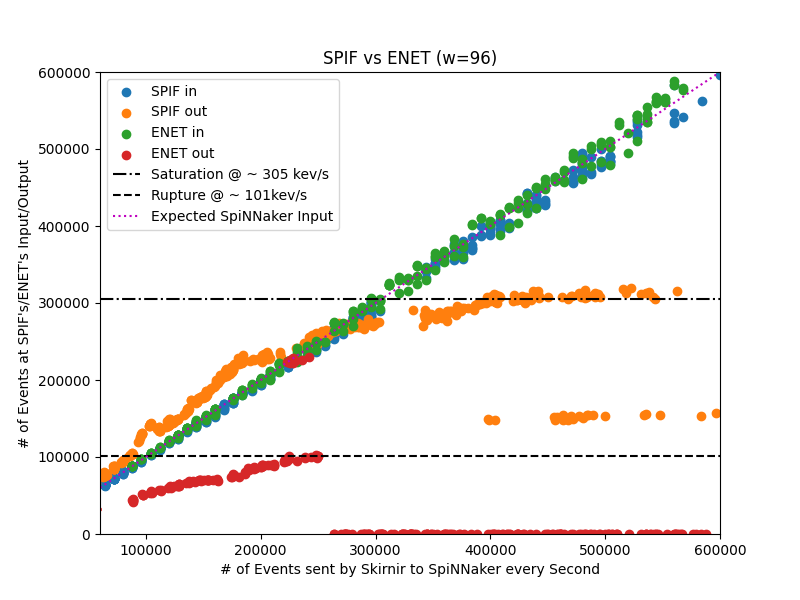 SPIF vs ENET (w=96)
600000
500000
400000
300000
200000
100000
0
# of Events at SPIF's/ENET's Input/Output
SPIF in
SPIF out
ENET in
ENET out
Saturation @ ~ 305 kev/s
Rupture @ ~ 101kev/s
Expected SpiNNaker Input
100000 200000 300000 400000 500000 600000
# of Events sent by Skirnir to SpiNNaker every Second